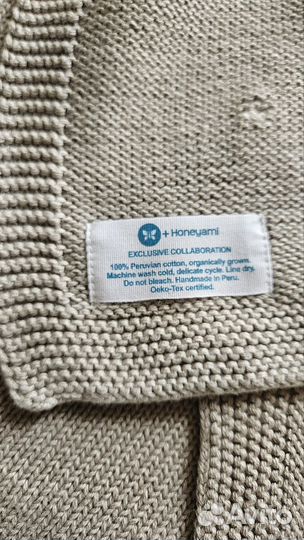 + Honeyami
EXCLUSIVE COLLABORATION
100% Peruvian cotton, organically grown.
Machine wash cold, delicate cycle. Line dry.
Do not bleach. Handmade in Peru.
Oeko-Tex certified.
Avito